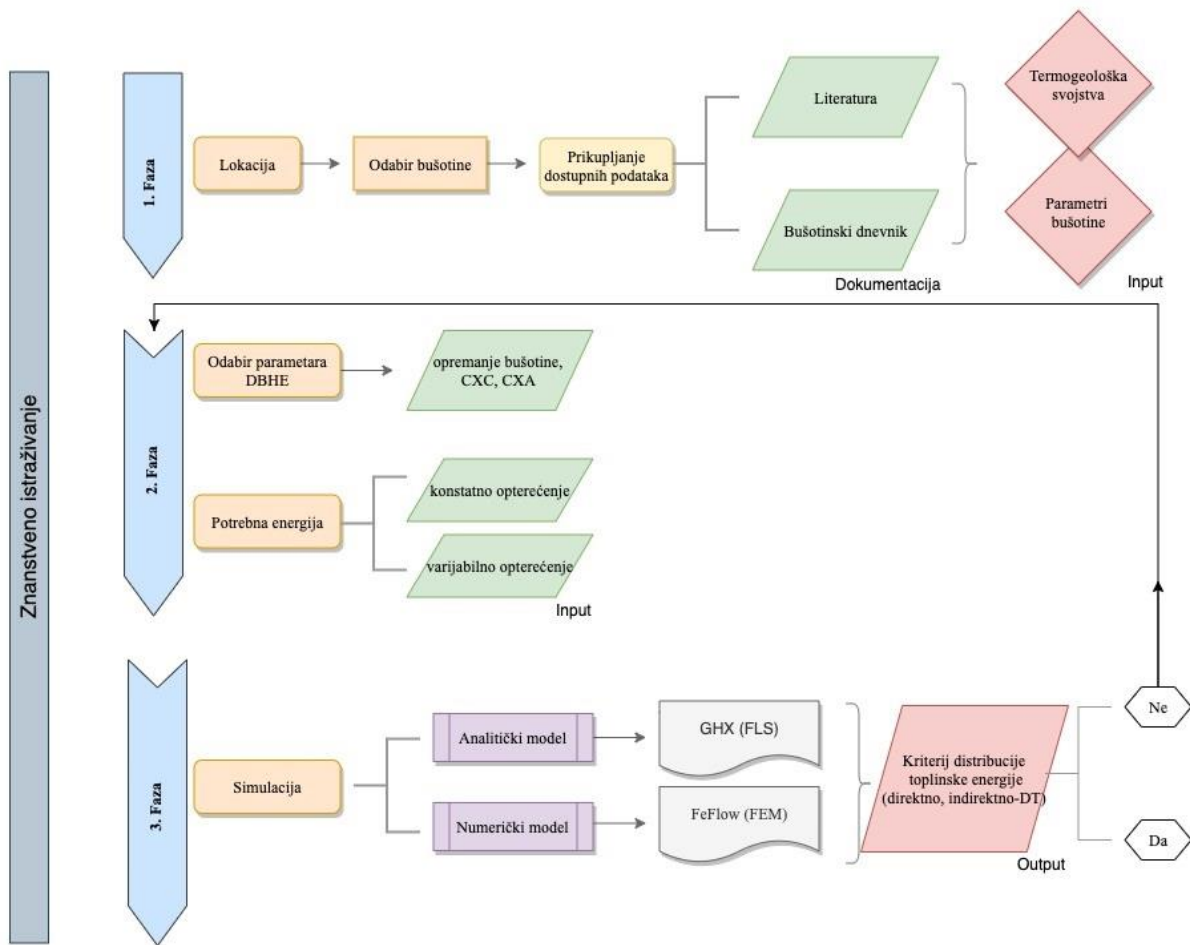 Znanstveno istraživanje
1. Faza
Lokacija
Odabir bušotine
Prikupljanje
dostupnih podataka
Literatura
Bušotinski dnevnik
Dokumentacija
Termogeološka
svojstva
Parametri
bušotine
Input
2. Faza
Odabir parametara
DBHE
opremanje bušotine,
CXC, CXA
Potrebna energija
konstatno opterećenje
varijabilno opterećenje
Input
3. Faza
Simulacija
Analitički model
GHX (FLS)
Numerički model
FeFlow (FEM)
Kriterij distribucije
toplinske energije
(direktno, indirektno-DT)
Output
Ne
Da